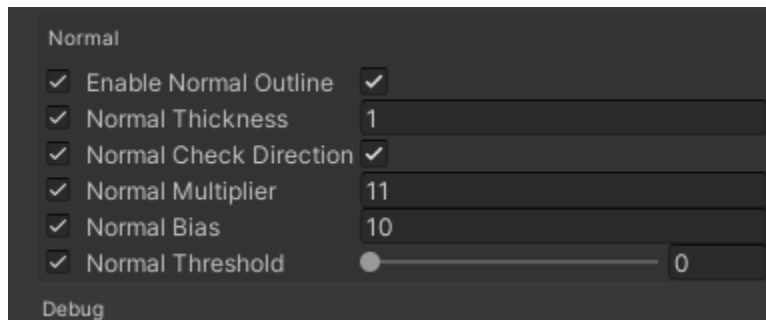 Normal
Enable Normal Outline
Normal Thickness 1
Normal Check Direction
Normal Multiplier 11
Normal Bias 10
Normal Threshold 0
Debug